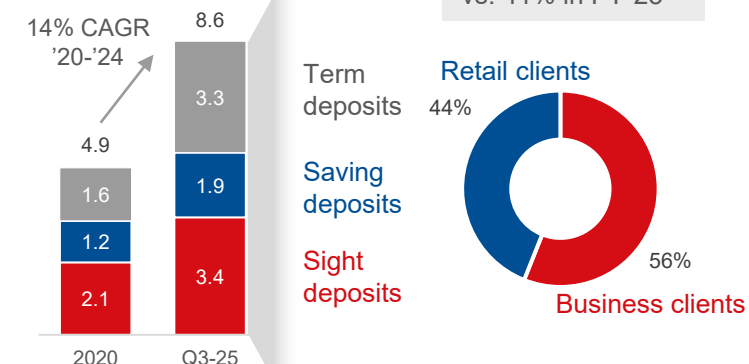 14% CAGR
'20-'24
8.6
3.3
1.9
3.4
4.9
1.6
1.2
2.1
2020
Q3-25
Term
deposits
Saving
deposits
Sight
deposits
Retail clients
44%
56%
Business clients